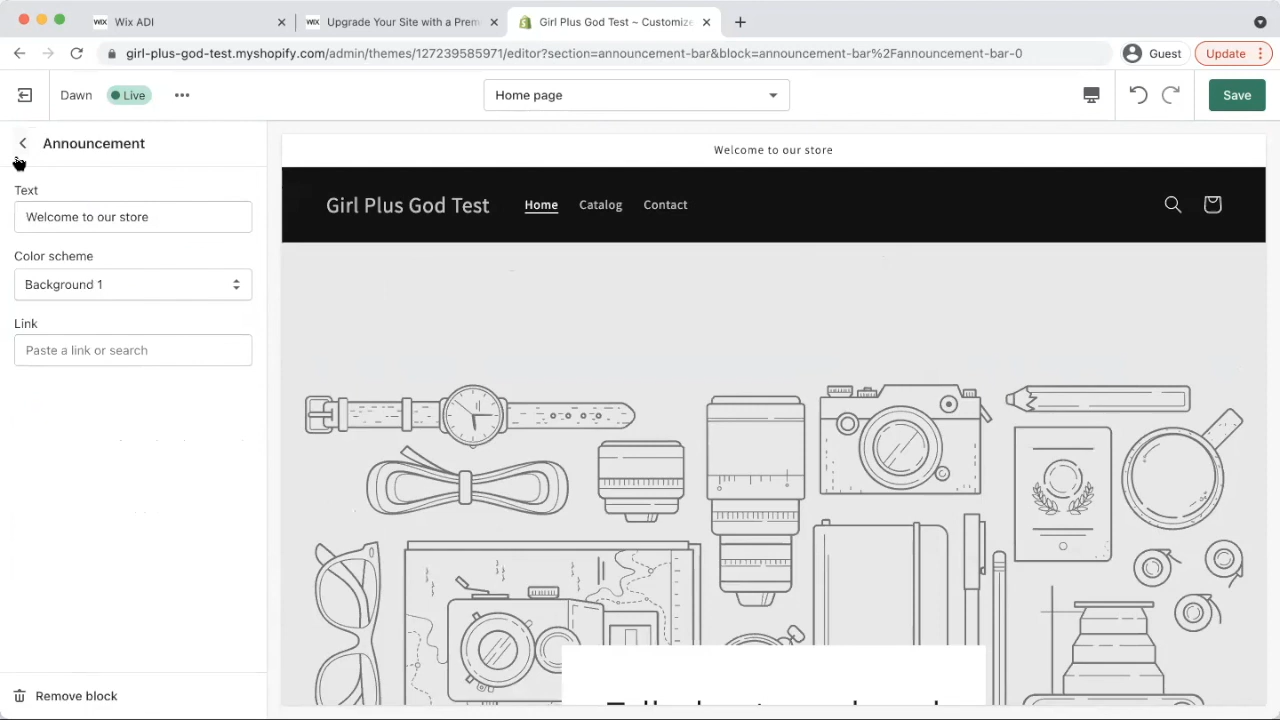 WiX Wix ADI
WiX Upgrade Your Site with a Prem
Girl Plus God Test ~ Customize
girl-plus-god-test.myshopify.com/admin/themes/127239585971/editor?section=announcement-bar&block=announcement-bar%2Fannouncement-bar-0
Guest
Update
Dawn
Live
Home page
Save
Announcement
Text
Welcome to our store
Color scheme
Background 1
Link
Paste a link or search
Remove block
Welcome to our store
Girl Plus God Test
Home
Catalog
Contact